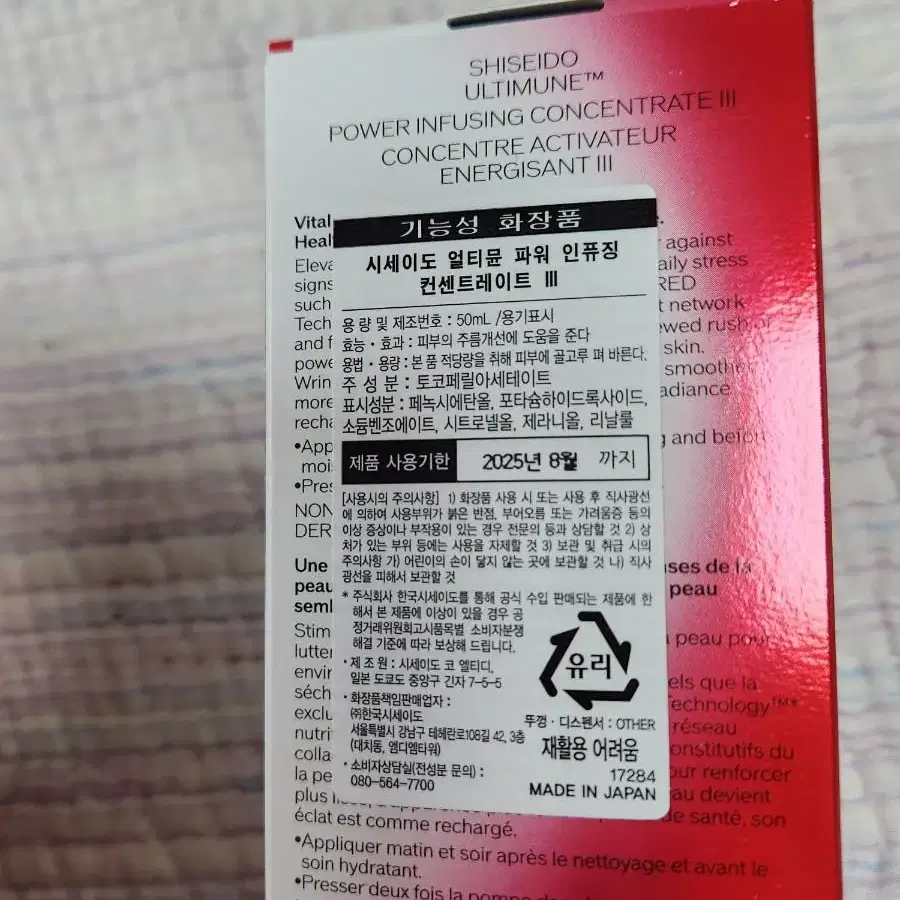 SHISEIDO
ULTIMUNE™
POWER INFUSING CONCENTRATE III
CONCENTRE ACTIVATEUR
ENERGISANT III
Vital
Heal
Eleva
signs
such
Tech
and f
powe
Wrin
more
recha
against
aily stress
RED
t network
ewed rush of
skin.
smoothe
adiance
•App
mois
•Pres
g and before
NON
DER
기능성 화장품
시세이도 얼티뮨 파워 인퓨징
컨센트레이트 III
용 량 및 제조번호 : 50mL /용기표시
효능・효과 : 피부의 주름개선에 도움을 준다
용법・용량 : 본 품 적당량을 취해 피부에 골고루 펴 바른다.
주 성 분 : 토코페릴아세테이트
표시성분 : 페녹시에탄올, 포타슘하이드록사이드,
소듐벤조에이트, 시트로넬올, 제라니올, 리날룰
제품 사용기한 2025년 8월 까지
[사용시의 주의사항] 1) 화장품 사용 시 또는 사용 후 직사광선
에 의하여 사용부위가 붉은 반점, 부어오름 또는 가려움증 등의
이상 증상이나 부작용이 있는 경우 전문의 등과 상담할 것 2) 상
처가 있는 부위 등에는 사용을 자제할 것 3) 보관 및 취급 시의
주의사항 가) 어린이의 손이 닿지 않는 곳에 보관할 것 나) 직사
광선을 피해서 보관할 것
* 주식회사 한국시세이도를 통해 공식 수입 판매되는 제품에 한
해서 본 제품에 이상이 있을 경우 공
정거래위원회고시품목별 소비자분쟁
해결 기준에 따라 보상해 드립니다.
・제 조 원 : 시세이도 코 엘티디.
일본 도쿄도 중앙구 긴자 7-5-5
・화장품책임판매업자 :
㈜한국시세이도
서울특별시 강남구 테헤란로108길 42, 3층
(대치동, 엠디엠타워)
・소비자상담실(전성분 문의) :
080-564-7700
유리
뚜껑・디스펜서 : OTHER
재활용 어려움
17284
MADE IN JAPAN
Une
peau
semb
nses de la
peau
Stim
lutter
envir
séch
exclu
nutri
colla
la pe
plus lisse,
a peau pour
els que la
Technology™*
réseau
onstitutifs du
our renforcer
au devient
de santé, son
éclat est comme rechargé.
•Appliquer matin et soir après le nettoyage et avant le
soin hydratant.
•Presser deux fois la pompe